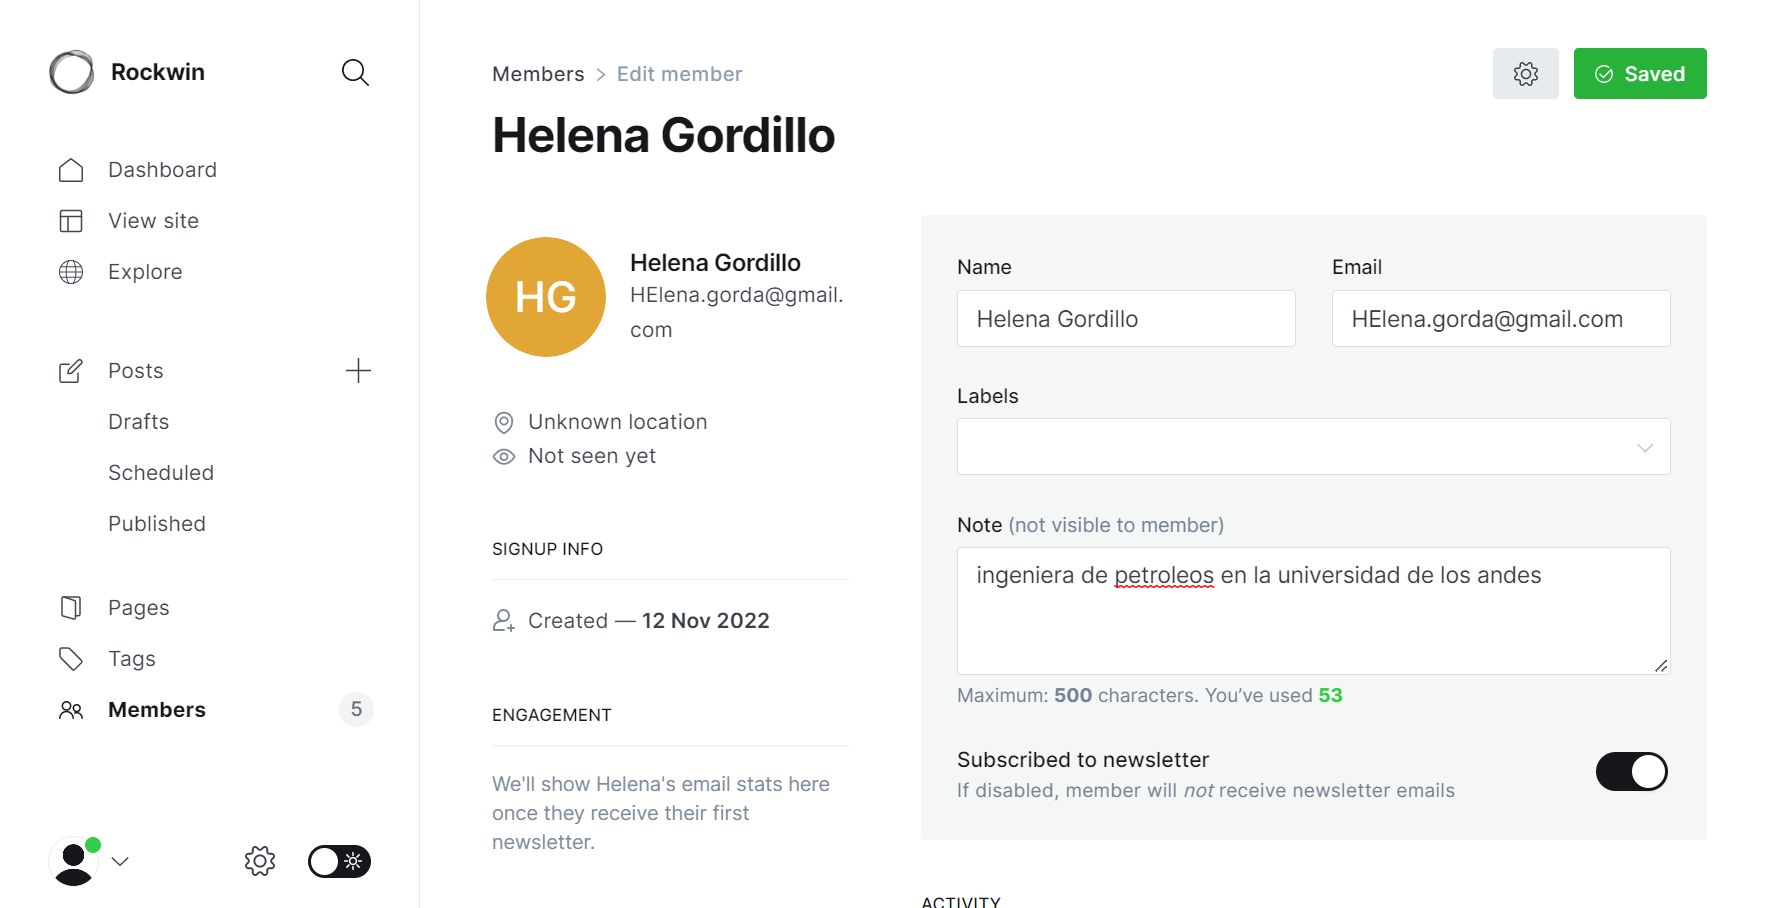 Rockwin
Dashboard
View site
Explore
Posts
Drafts
Scheduled
Published
Pages
Tags
Members 5
Members > Edit member
Saved
Helena Gordillo
HG
Helena Gordillo
HElena.gorda@gmail.
com
Unknown location
Not seen yet
SIGNUP INFO
Created — 12 Nov 2022
ENGAGEMENT
We'll show Helena's email stats here
once they receive their first
newsletter.
Name
Helena Gordillo
Email
HElena.gorda@gmail.com
Labels
Note (not visible to member)
ingeniera de petroleos en la universidad de los andes
Maximum: 500 characters. You’ve used 53
Subscribed to newsletter
If disabled, member will not receive newsletter emails
ACTIVITY